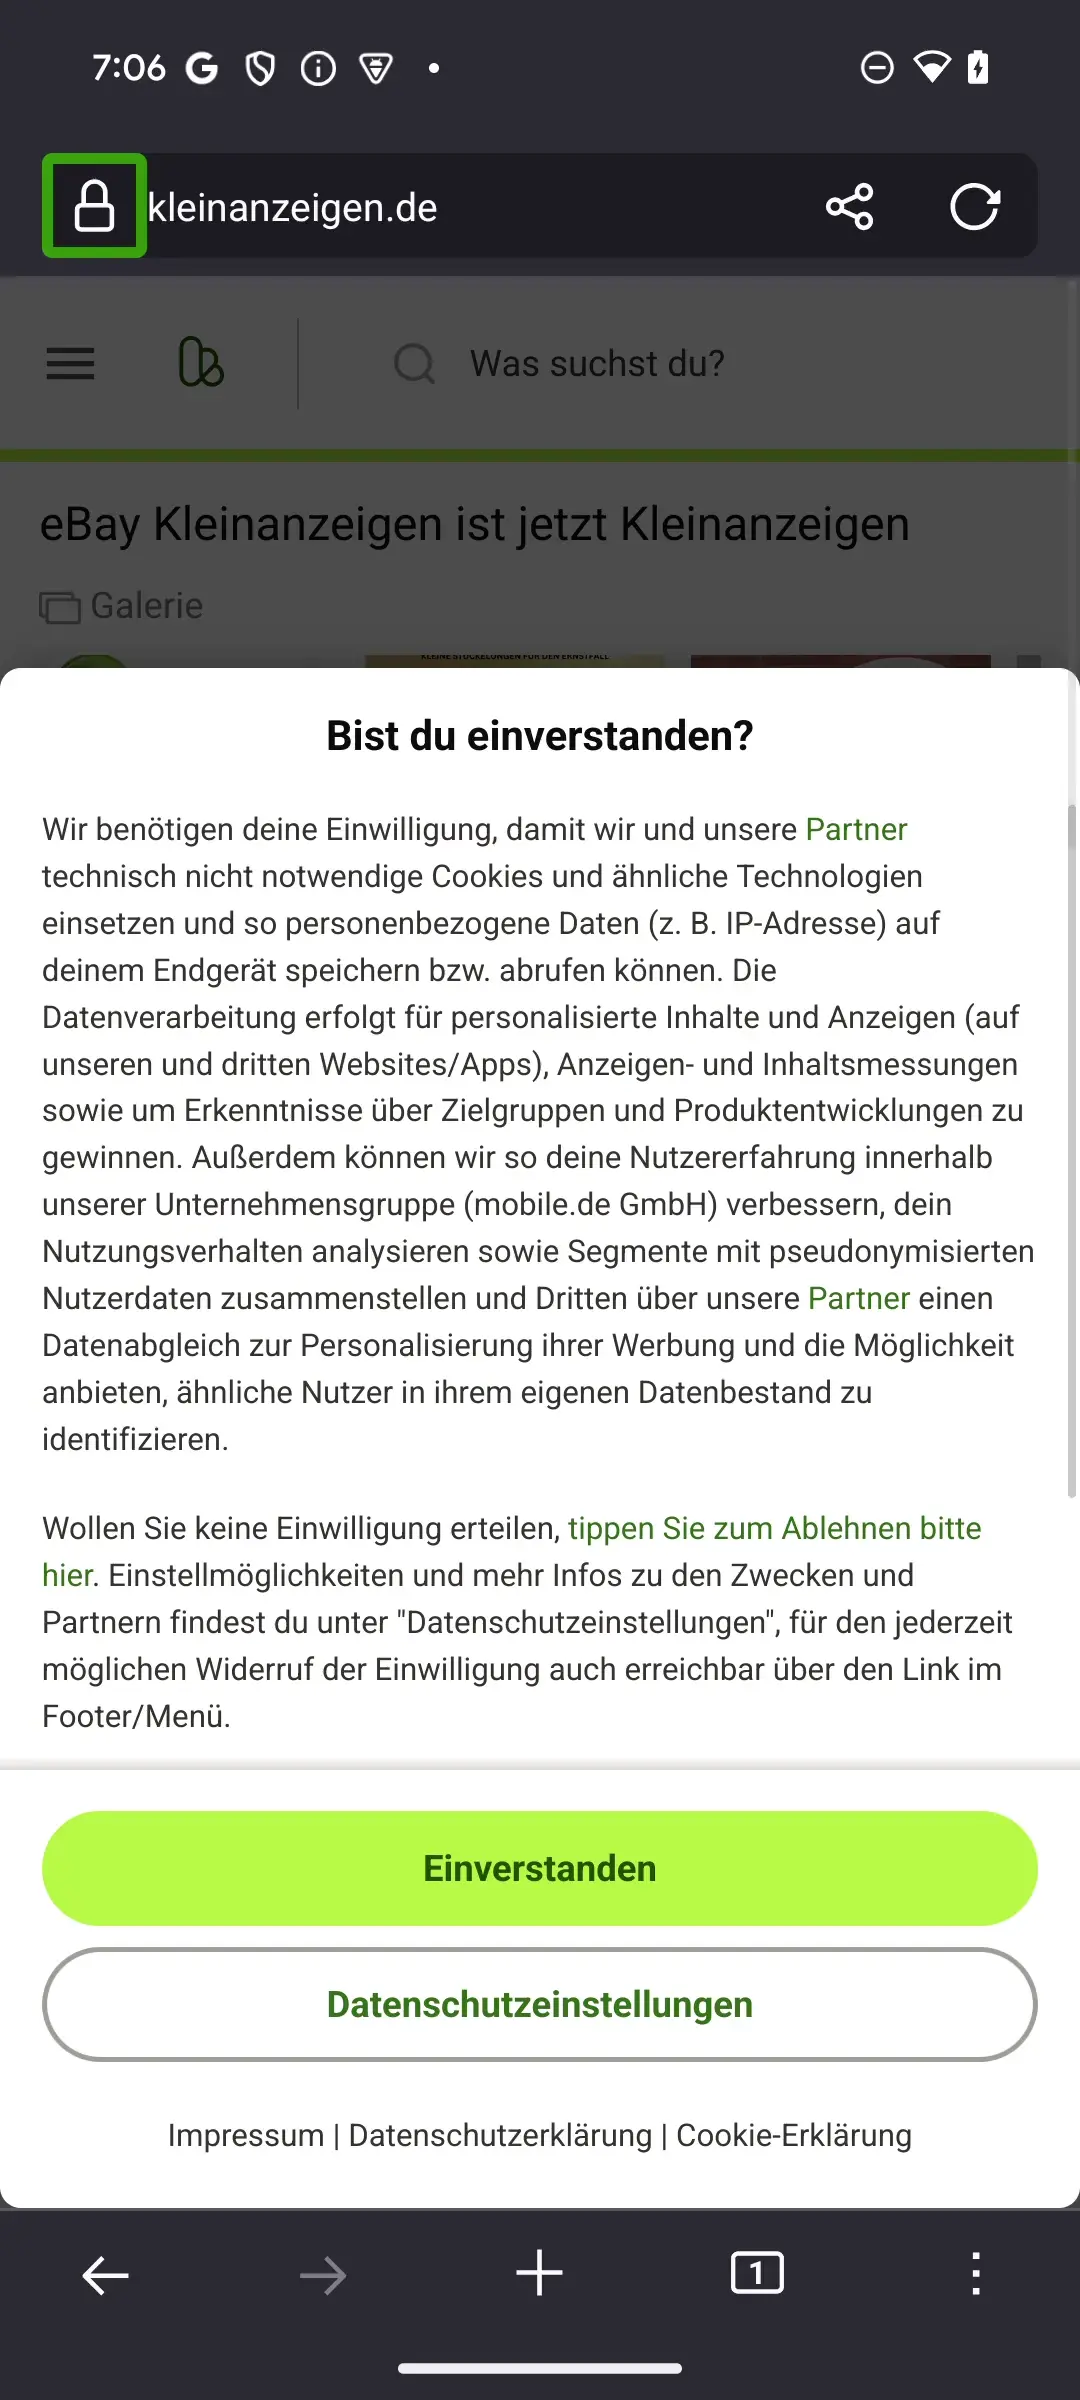 7:06
kleinanzeigen.de
Was suchst du?
eBay Kleinanzeigen ist jetzt Kleinanzeigen
Galerie
KLEINE STÜCKELUNGEN FÜR DEN ERNSTFALL
Bist du einverstanden?
Wir benötigen deine Einwilligung, damit wir und unsere Partner
technisch nicht notwendige Cookies und ähnliche Technologien
einsetzen und so personenbezogene Daten (z. B. IP-Adresse) auf
deinem Endgerät speichern bzw. abrufen können. Die
Datenverarbeitung erfolgt für personalisierte Inhalte und Anzeigen (auf
unseren und dritten Websites/Apps), Anzeigen- und Inhaltsmessungen
sowie um Erkenntnisse über Zielgruppen und Produktentwicklungen zu
gewinnen. Außerdem können wir so deine Nutzererfahrung innerhalb
unserer Unternehmensgruppe (mobile.de GmbH) verbessern, dein
Nutzungsverhalten analysieren sowie Segmente mit pseudonymisierten
Nutzerdaten zusammenstellen und Dritten über unsere Partner einen
Datenabgleich zur Personalisierung ihrer Werbung und die Möglichkeit
anbieten, ähnliche Nutzer in ihrem eigenen Datenbestand zu
identifizieren.
Wollen Sie keine Einwilligung erteilen, tippen Sie zum Ablehnen bitte
hier. Einstellmöglichkeiten und mehr Infos zu den Zwecken und
Partnern findest du unter "Datenschutzeinstellungen", für den jederzeit
möglichen Widerruf der Einwilligung auch erreichbar über den Link im
Footer/Menü.
Einverstanden
Datenschutzeinstellungen
Impressum | Datenschutzerklärung | Cookie-Erklärung
1